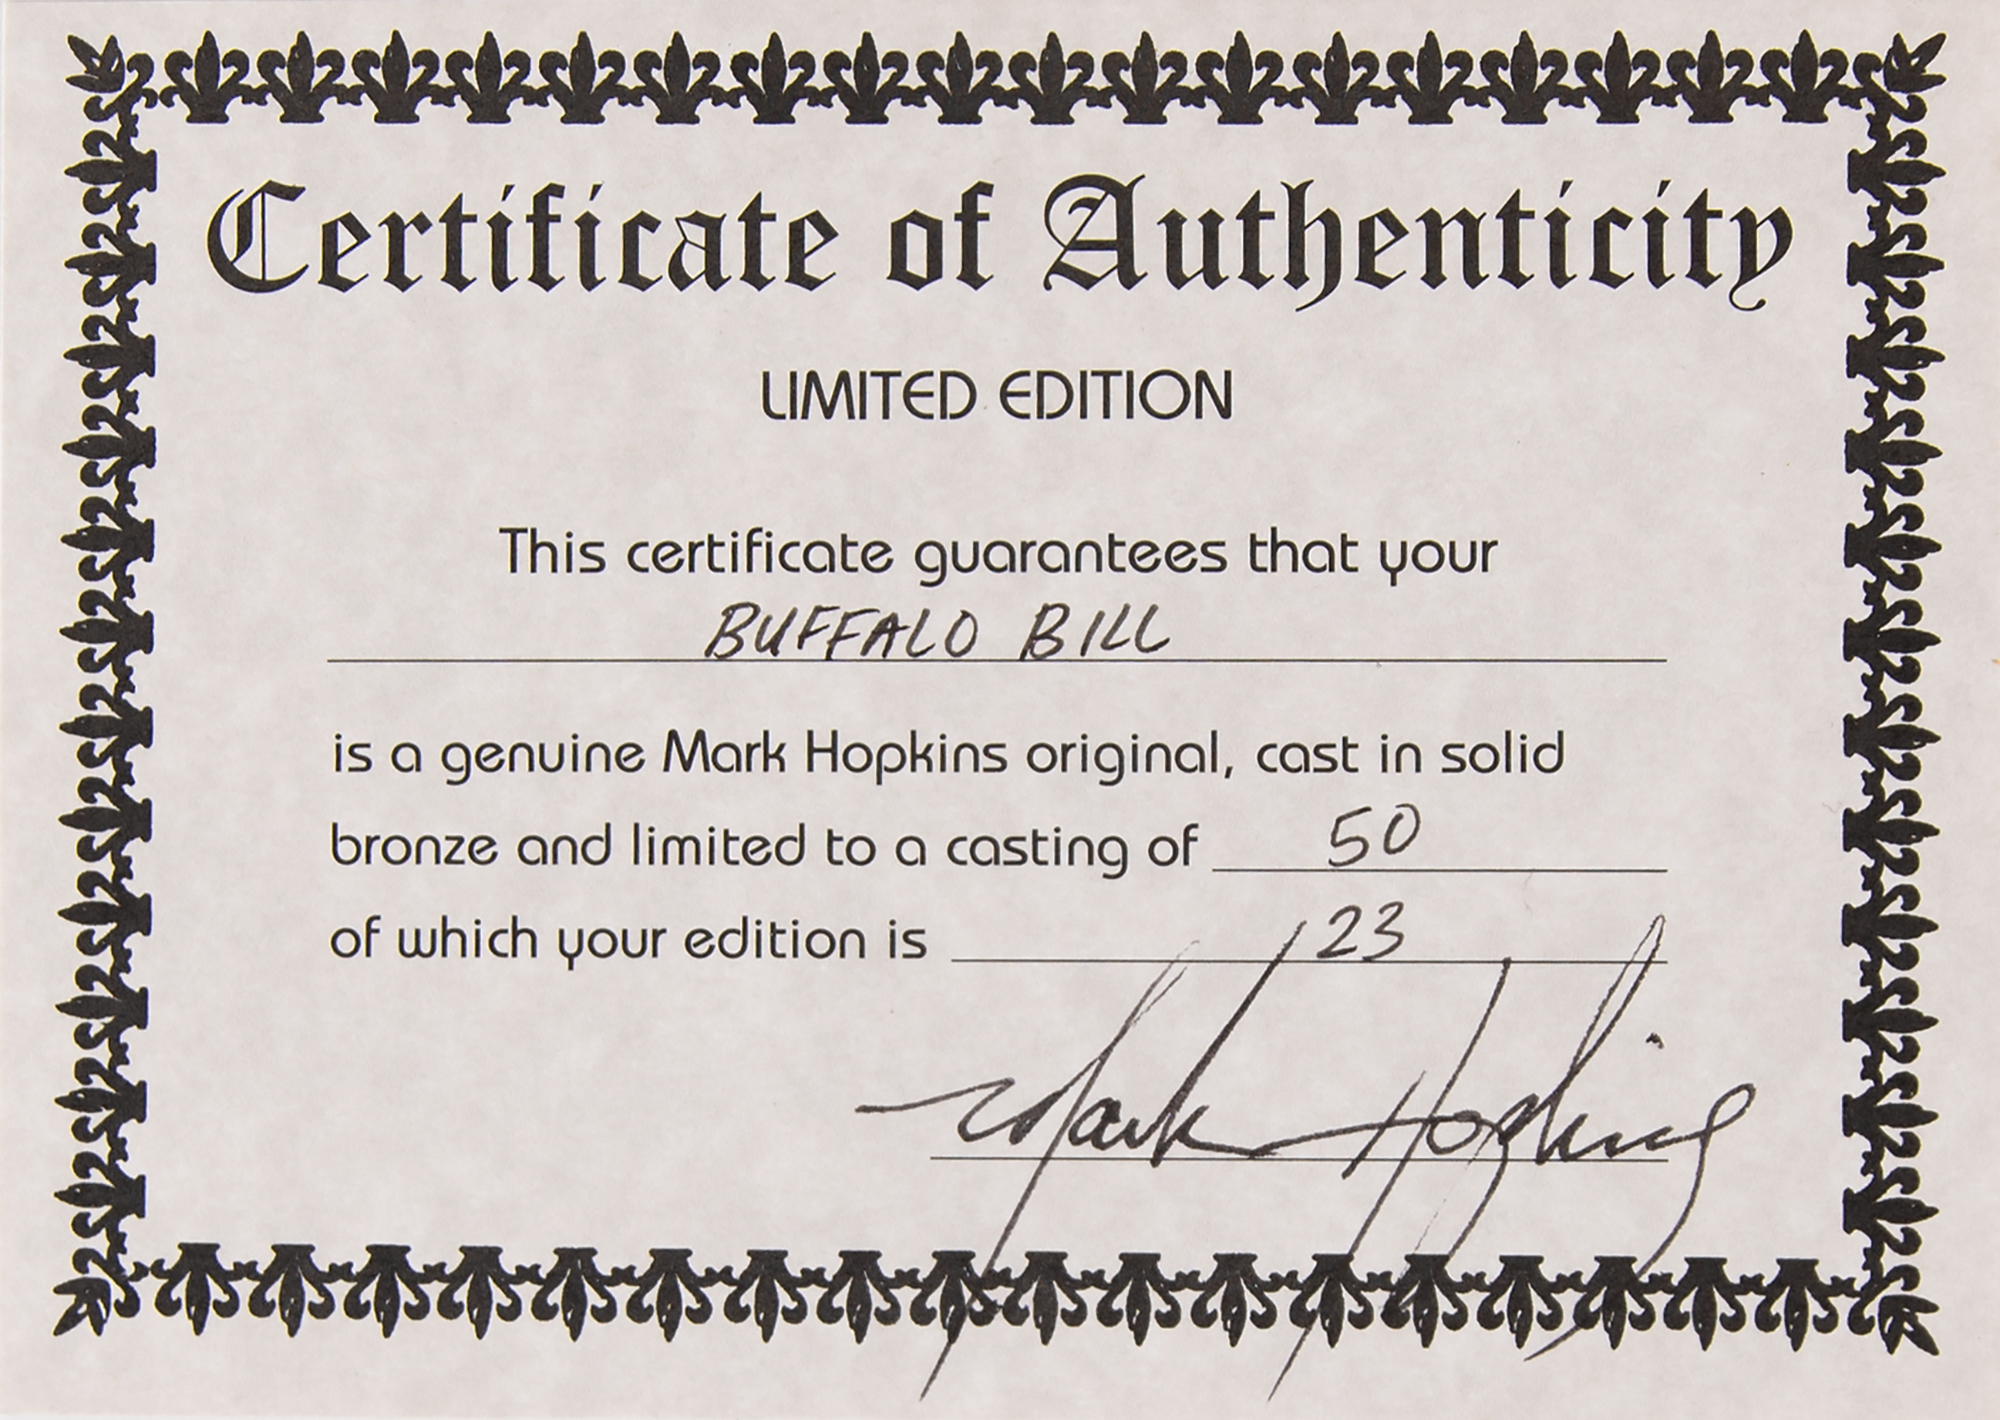 Certificate of Authenticity
LIMITED EDITION
This certificate guarantees that your
BUFFALO BILL
is a genuine Mark Hopkins original, cast in solid
bronze and limited to a casting of 50
of which your edition is 23
Mark Hopkins